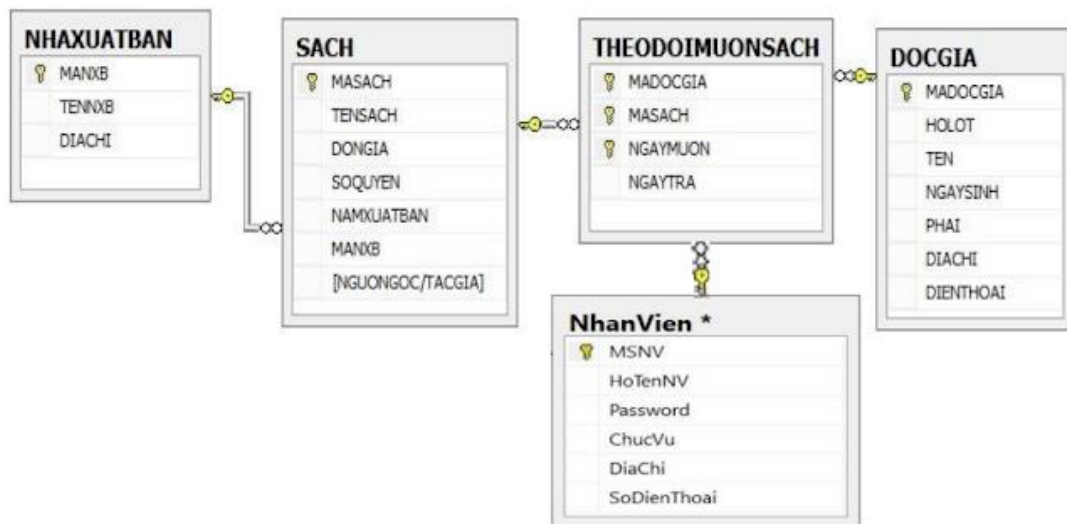 NHAXUATBAN
MANXB
TENNXB
DIACHI
SACH
MASACH
TENSACH
DONGIA
SOQUYEN
NAMXUATBAN
MANXB
[NGUONGOC/TACGIA]
THEODOIMUONSACH
MADOCGIA
MASACH
NGAYMUON
NGAYTRA
DOCGIA
MADOCGIA
HOLOT
TEN
NGAYSINH
PHAI
DIACHI
DIENTHOAI
NhanVien *
MSNV
HoTenNV
Password
ChucVu
DiaChi
SoDienThoai